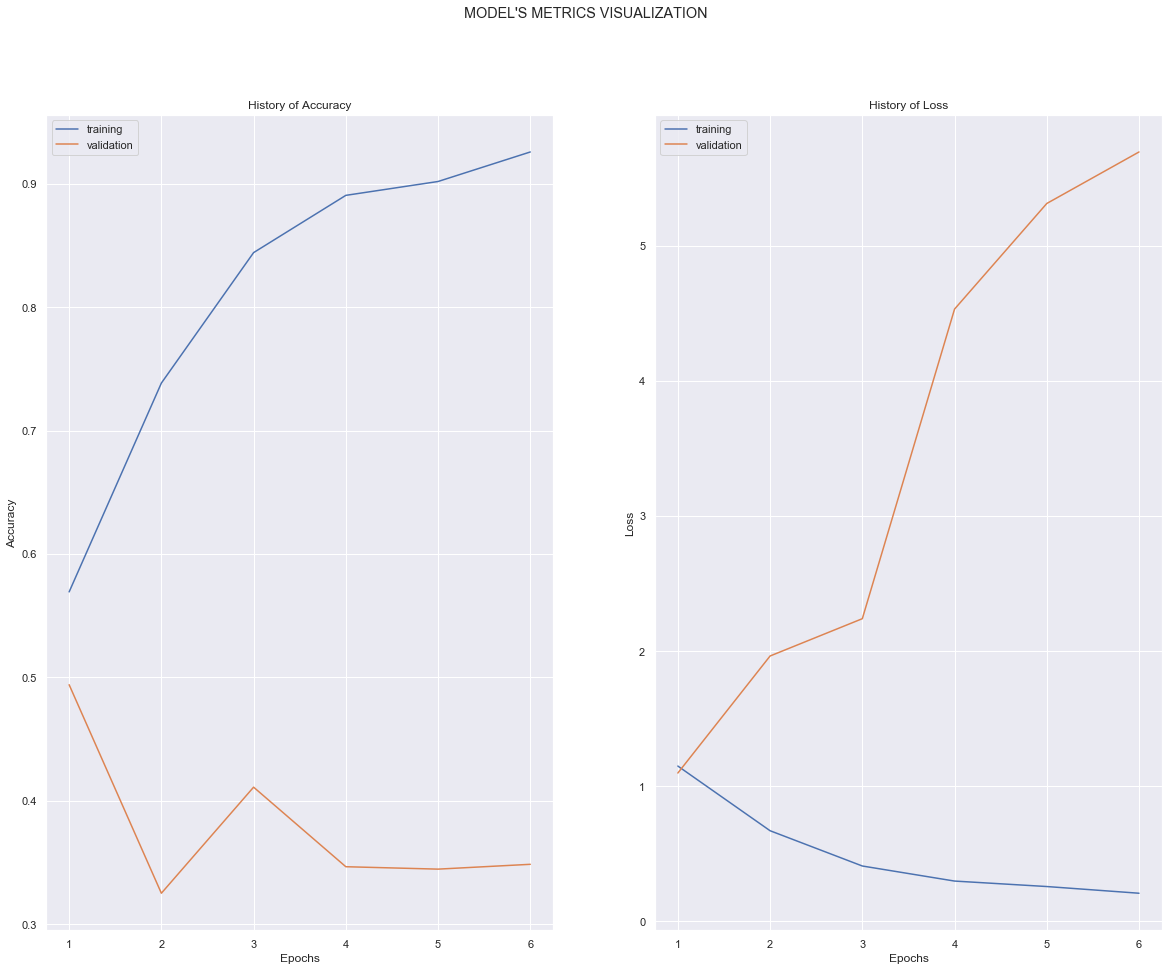 MODEL'S METRICS VISUALIZATION
History of Accuracy
training
validation
0.9
0.8
0.7
0.6
0.5
0.4
0.3
Accuracy
1 2 3 4 5 6
Epochs
History of Loss
training
validation
5
4
3
2
1
0
Loss
1 2 3 4 5 6
Epochs